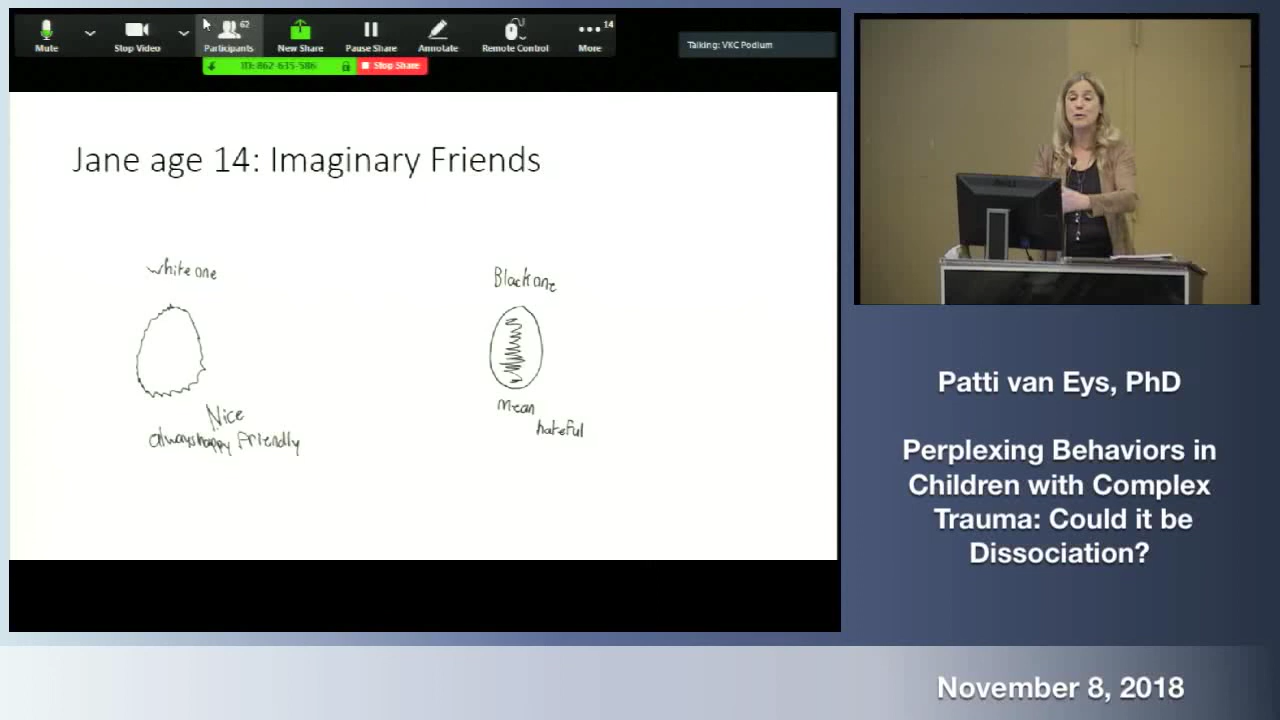 62
14
Mute
Stop Video
Participants
New Share
Pause Share
Annotate
Remote Control
More
Talking: VKC Podium
ID: 862-635-586
Stop Share
Jane age 14: Imaginary Friends
white one
Black one
Nice
always happy Friendly
mean
hateful
Patti van Eys, PhD
Perplexing Behaviors in
Children with Complex
Trauma: Could it be
Dissociation?
November 8, 2018